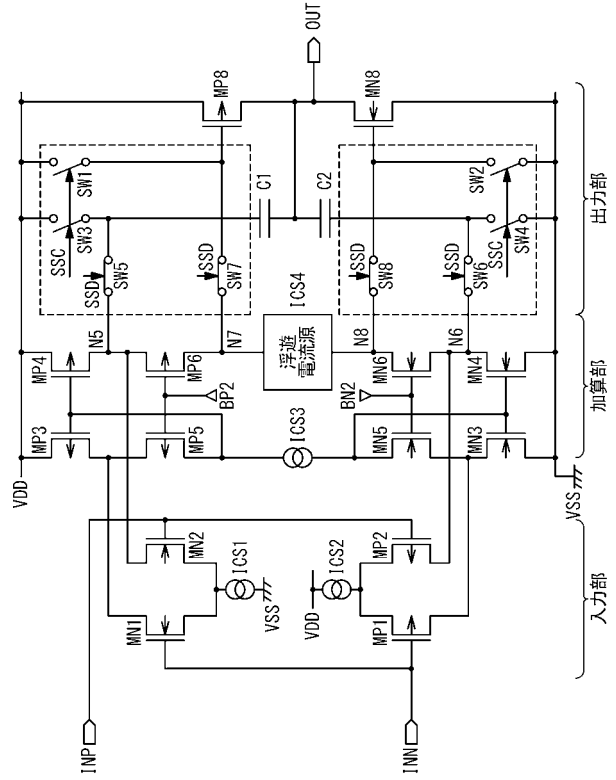 VDD
MP3
MP4
MP5
MP6
MP8
SW3
SW1
SSC
SSD
SW5
SSD
SW7
N5
N7
C1
C2
OUT
INP
INN
MN1
MN2
ICS1
VSS
VDD
ICS2
MP1
MP2
BP2
ICS3
BN2
浮遊
電流源
ICS4
N8
N6
MN5
MN6
MN3
MN4
MN8
SSD
SW8
SSD
SW6
SW2
SSC
SW4
VSS
入力部
加算部
出力部